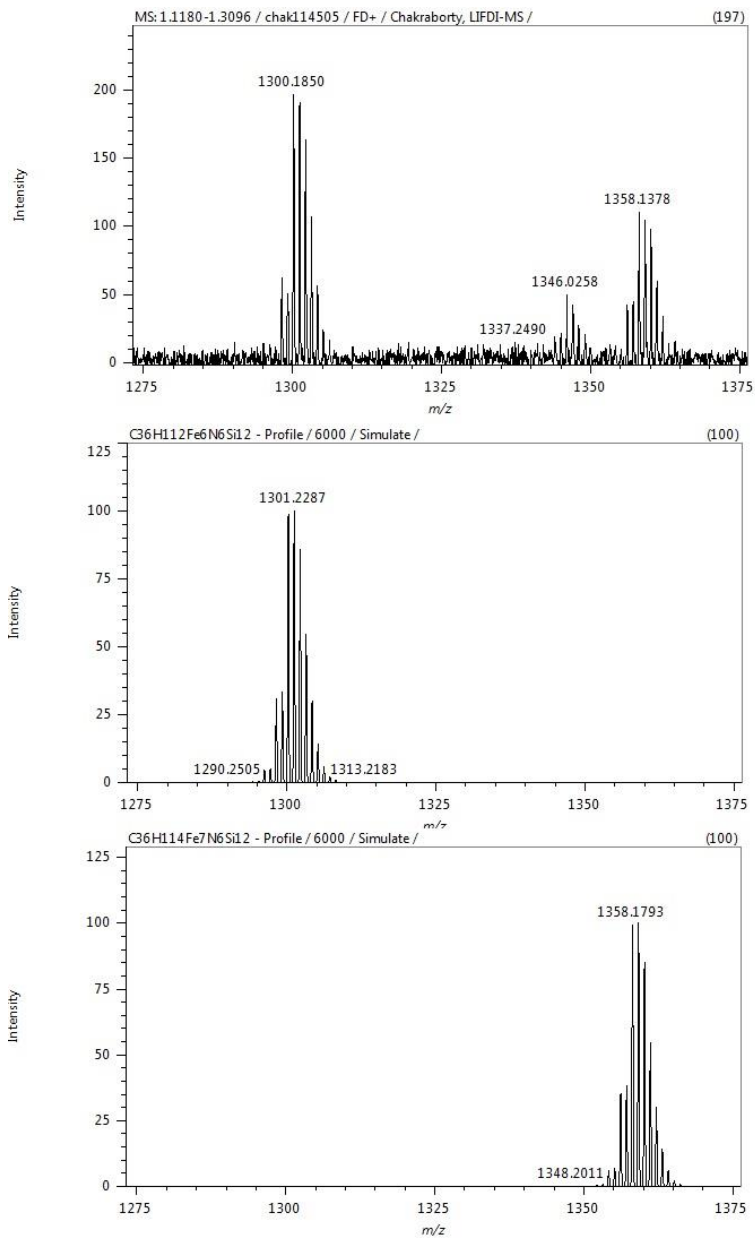 MS: 1.1180-1.3096 / chak114505 / FD+ / Chakraborty, LIFDI-MS / (197)
Intensity
200
150
100
50
0
1300.1850
1358.1378
1346.0258
1337.2490
1275 1300 1325 1350 1375
m/z
C36H112Fe6N6Si12 - Profile / 6000 / Simulate / (100)
Intensity
125
100
75
50
25
0
1301.2287
1290.2505 1313.2183
1275 1300 1325 1350 1375
m/z
C36H114Fe7N6Si12 - Profile / 6000 / Simulate / (100)
Intensity
125
100
75
50
25
0
1358.1793
1348.2011
1275 1300 1325 1350 1375
m/z